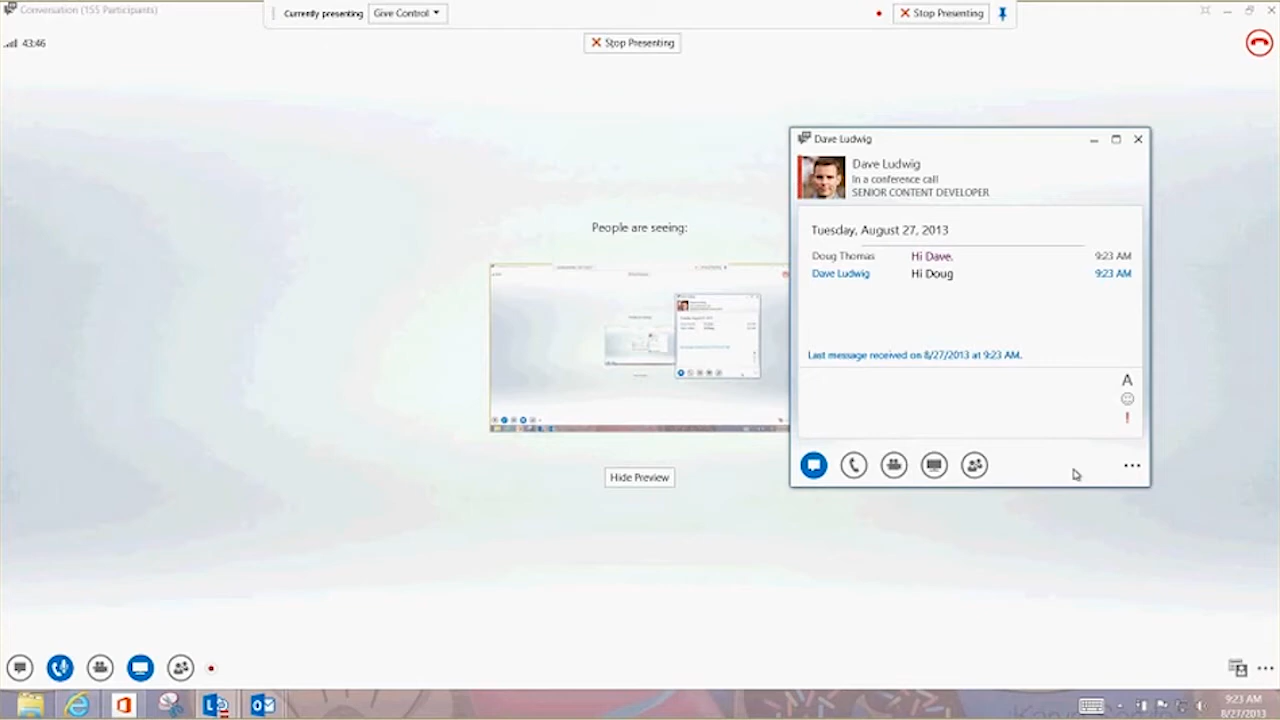 Conversation (155 Participants)
Currently presenting
Give Control
Stop Presenting
43:46
Stop Presenting
People are seeing:
Hide Preview
Dave Ludwig
Dave Ludwig
In a conference call
SENIOR CONTENT DEVELOPER
Tuesday, August 27, 2013
Doug Thomas Hi Dave. 9:23 AM
Dave Ludwig Hi Doug 9:23 AM
Last message received on 8/27/2013 at 9:23 AM.
A
!
9:23 AM
8/27/2013